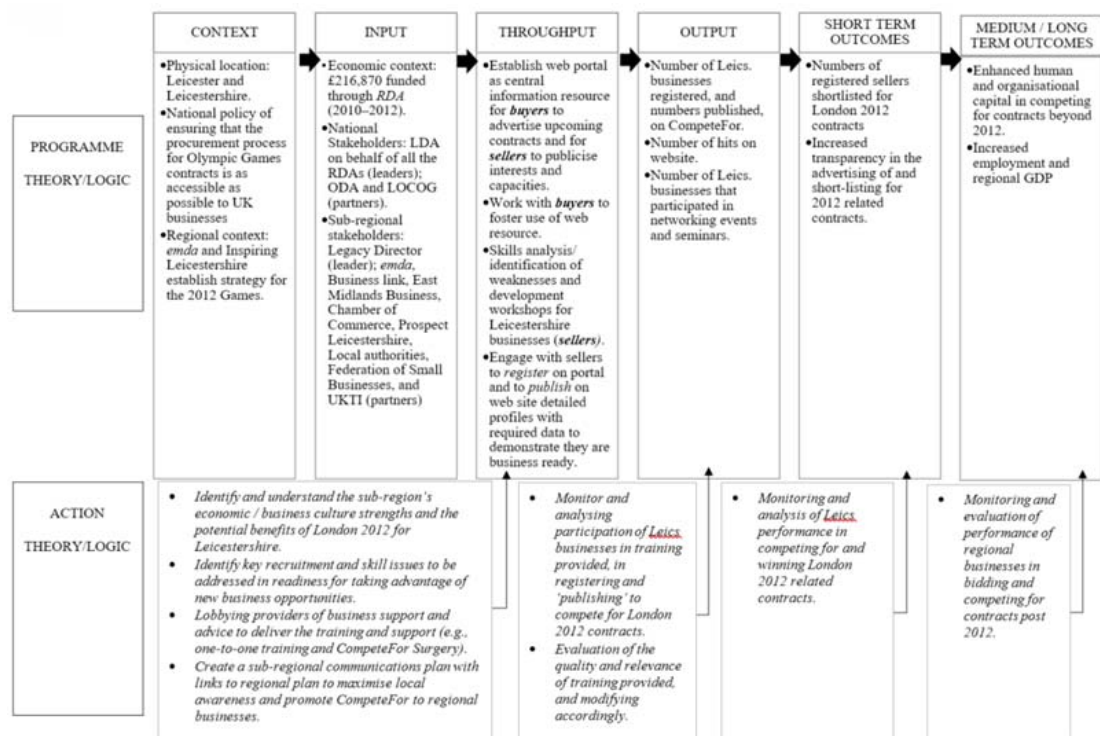 CONTEXT
•Physical location:
Leicester and
Leicestershire.
•National policy of
ensuring that the
procurement process
for Olympic Games
contracts is as
accessible as
possible to UK
businesses
•Regional context:
emda and Inspiring
Leicestershire
establish strategy for
the 2012 Games.
INPUT
• Economic context:
£216,870 funded
through RDA
(2010–2012).
•National
Stakeholders: LDA
on behalf of all the
RDAs (leaders);
ODA and LOCOG
(partners).
•Sub-regional
stakeholders:
Legacy Director
(leader); emda,
Business link, East
Midlands Business,
Chamber of
Commerce, Prospect
Leicestershire,
Local authorities,
Federation of Small
Businesses, and
UKTI (partners)
THROUGHPUT
•Establish web portal
as central
information resource
for buyers to
advertise upcoming
contracts and for
sellers to publicise
interests and
capacities.
•Work with buyers to
foster use of web
resource.
•Skills analysis/
identification of
weaknesses and
development
workshops for
Leicestershire
businesses (sellers).
•Engage with sellers
to register on portal
and to publish on
web site detailed
profiles with
required data to
demonstrate they are
business ready.
OUTPUT
•Number of Leics.
businesses
registered, and
numbers published,
on CompeteFor.
•Number of hits on
website.
•Number of Leics.
businesses that
participated in
networking events
and seminars.
SHORT TERM
OUTCOMES
•Numbers of
registered sellers
shortlisted for
London 2012
contracts
•Increased
transparency in the
advertising of and
short-listing for
2012 related
contracts.
MEDIUM / LONG
TERM OUTCOMES
•Enhanced human
and organisational
capital in competing
for contracts beyond
2012.
•Increased
employment and
regional GDP
PROGRAMME
THEORY/LOGIC
ACTION
THEORY/LOGIC
• Identify and understand the sub-region's
economic / business culture strengths and the
potential benefits of London 2012 for
Leicestershire.
• Identify key recruitment and skill issues to be
addressed in readiness for taking advantage of
new business opportunities.
• Lobbying providers of business support and
advice to deliver the training and support (e.g.,
one-to-one training and CompeteFor Surgery).
• Create a sub-regional communications plan with
links to regional plan to maximise local
awareness and promote CompeteFor to regional
businesses.
• Monitor and
analysing
participation of Leics
businesses in training
provided, in
registering and
'publishing' to
compete for London
2012 contracts.
• Evaluation of the
quality and relevance
of training provided,
and modifying
accordingly.
• Monitoring and
analysis of Leics
performance in
competing for and
winning London
2012 related
contracts.
• Monitoring and
evaluation of
performance of
regional
businesses in
bidding and
competing for
contracts post
2012.